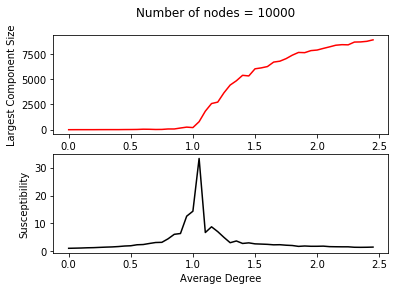 Number of nodes = 10000
Largest Component Size
7500
5000
2500
0
0.0 0.5 1.0 1.5 2.0 2.5
Susceptibility
30
20
10
0
0.0 0.5 1.0 1.5 2.0 2.5
Average Degree